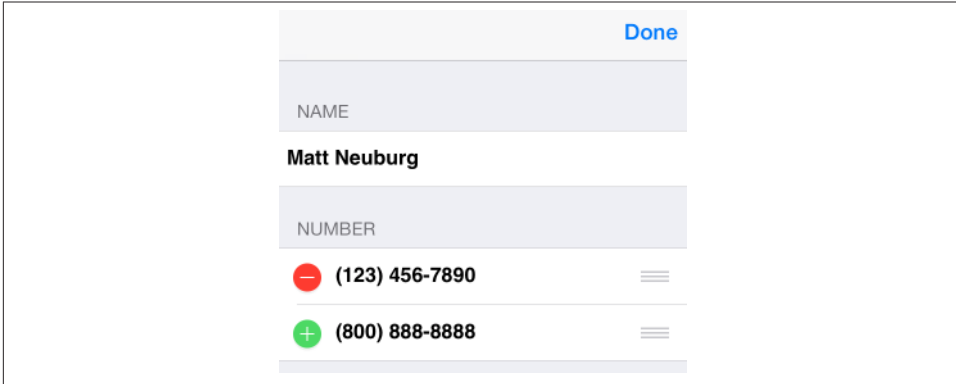 Done
NAME
Matt Neuburg
NUMBER
(123) 456-7890
(800) 888-8888